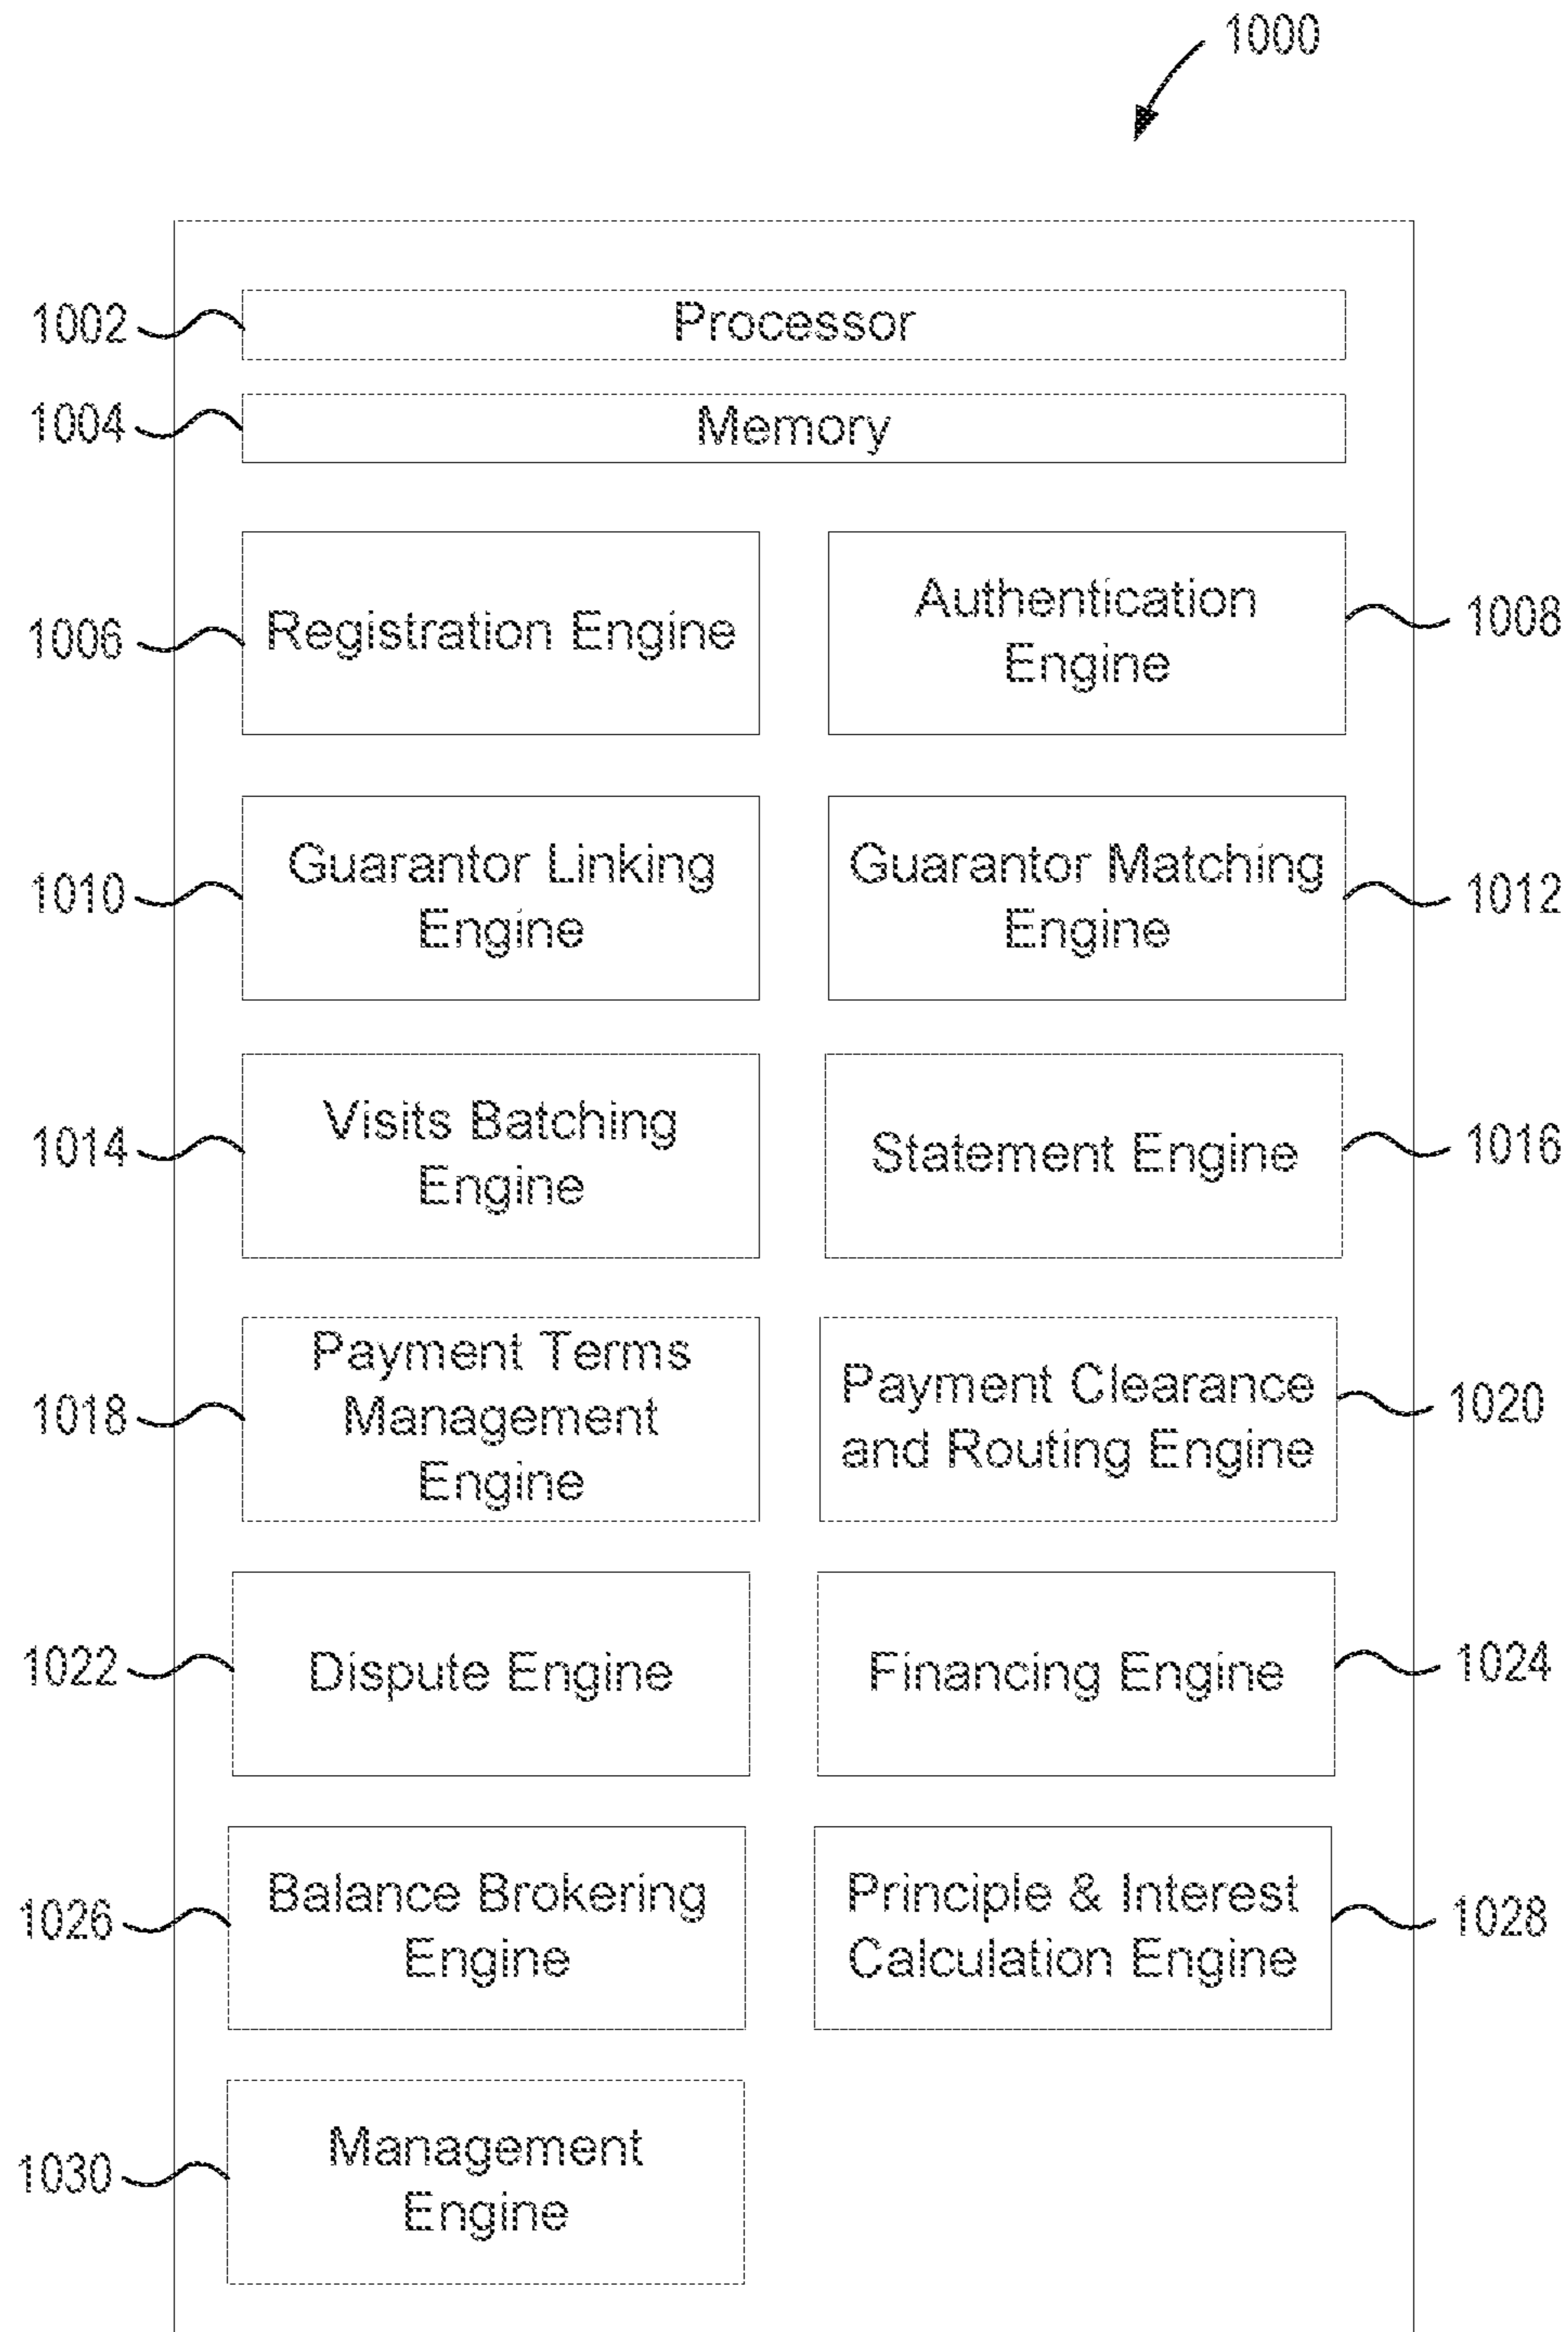 1000
1002
Processor
1004
Memory
1006
Registration Engine
Authentication
Engine
1008
1010
Guarantor Linking
Engine
Guarantor Matching
Engine
1012
1014
Visits Batching
Engine
Statement Engine
1016
1018
Payment Terms
Management
Engine
Payment Clearance
and Routing Engine
1020
1022
Dispute Engine
Financing Engine
1024
1026
Balance Brokering
Engine
Principle & Interest
Calculation Engine
1028
1030
Management
Engine